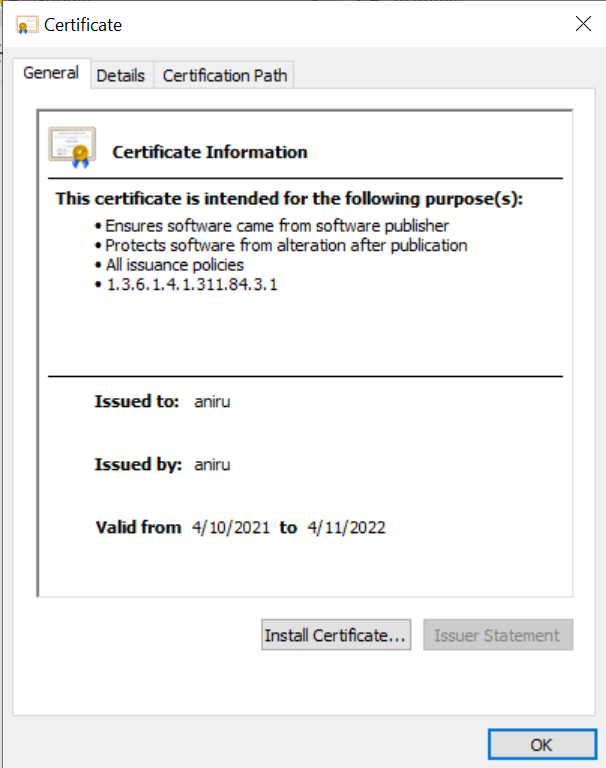 Certificate
General Details Certification Path
Certificate Information
This certificate is intended for the following purpose(s):
• Ensures software came from software publisher
• Protects software from alteration after publication
• All issuance policies
• 1.3.6.1.4.1.311.84.3.1
Issued to: aniru
Issued by: aniru
Valid from 4/10/2021 to 4/11/2022
Install Certificate... Issuer Statement
OK